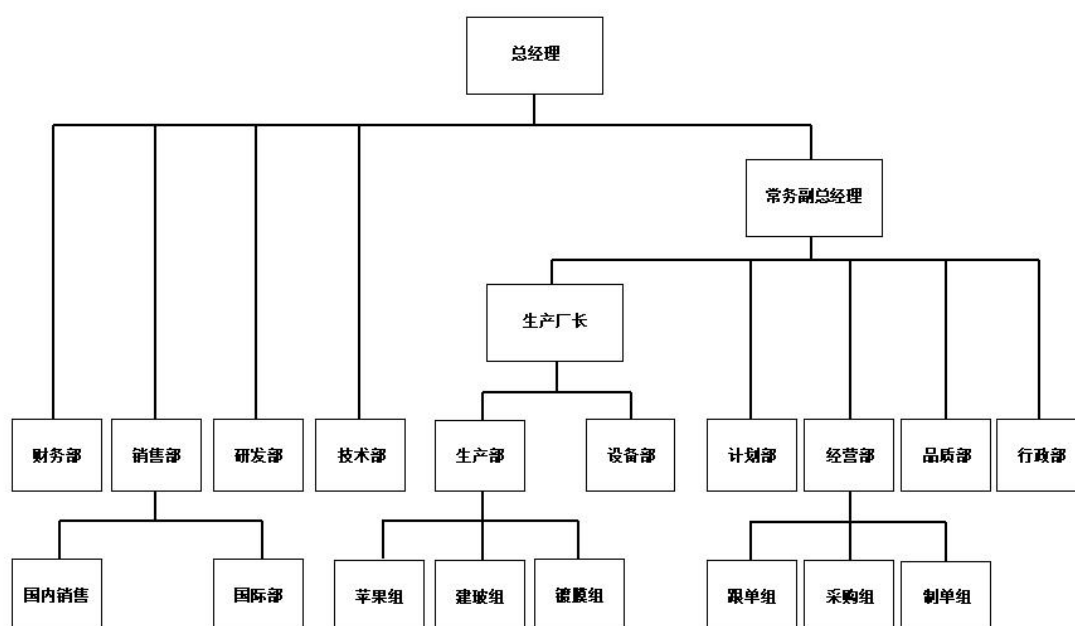 总经理
常务副总经理
生产厂长
财务部
销售部
研发部
技术部
生产部
设备部
计划部
经营部
品质部
行政部
国内销售
国际部
苹果组
建玻组
镀膜组
跟单组
采购组
制单组